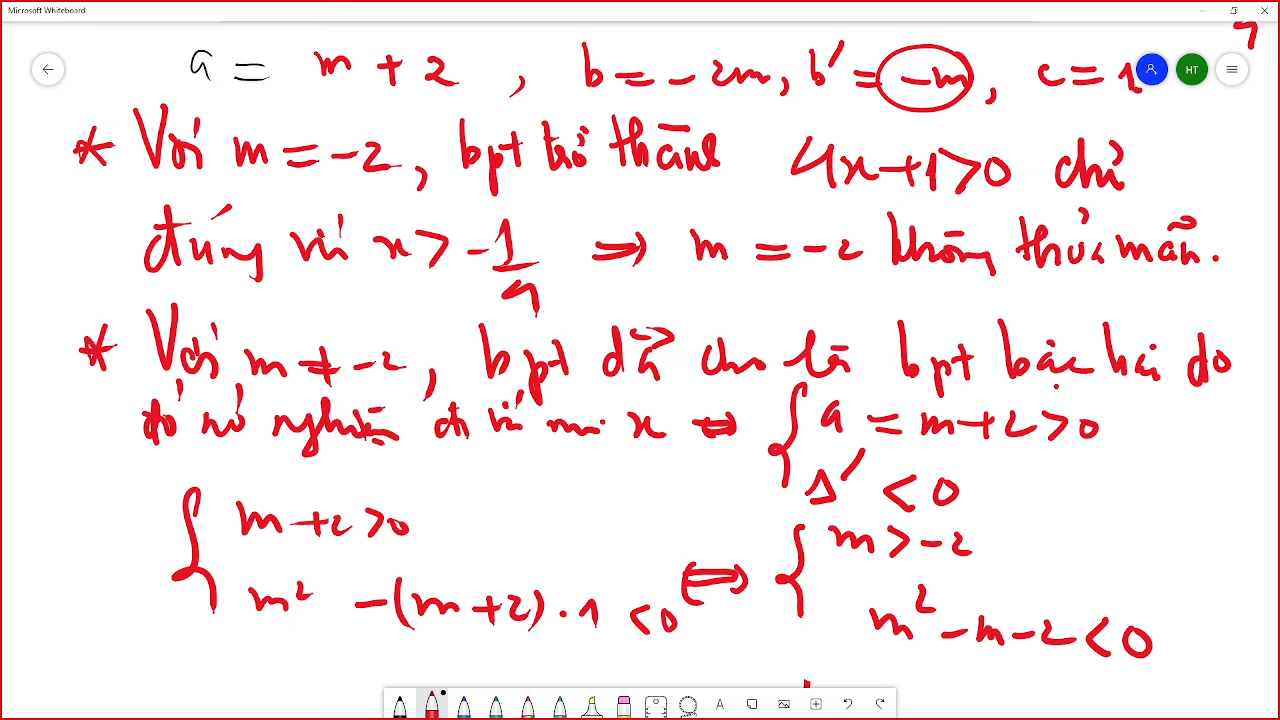 Microsoft Whiteboard
a = m + 2 , b = - 2m, b' = -m , c = 1
HT
* Với m = -2, bpt trở thành 4x+1>0 chỉ
đúng với x > -1/4 => m = -2 không thỏa mãn.
* Với m ≠ -2, bpt đã cho là bpt bậc hai do
đó nó nghiệm đ với mọi x <=> { a = m+2>0
Δ' < 0
{ m+2>0
m² -(m+2).1 <0 <=> { m > -2
m² -m-2<0
A